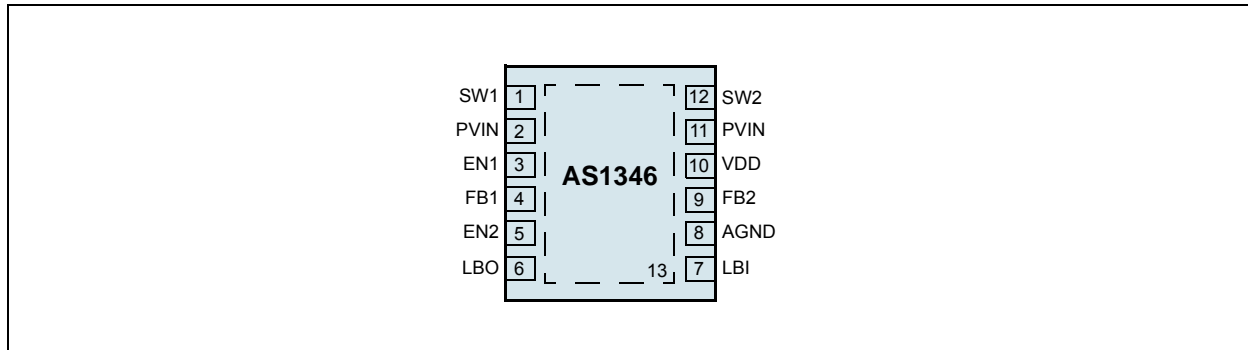 SW1 1 12 SW2
PVIN 2 11 PVIN
EN1 3 10 VDD
AS1346
FB1 4 9 FB2
EN2 5 8 AGND
LBO 6 13 7 LBI